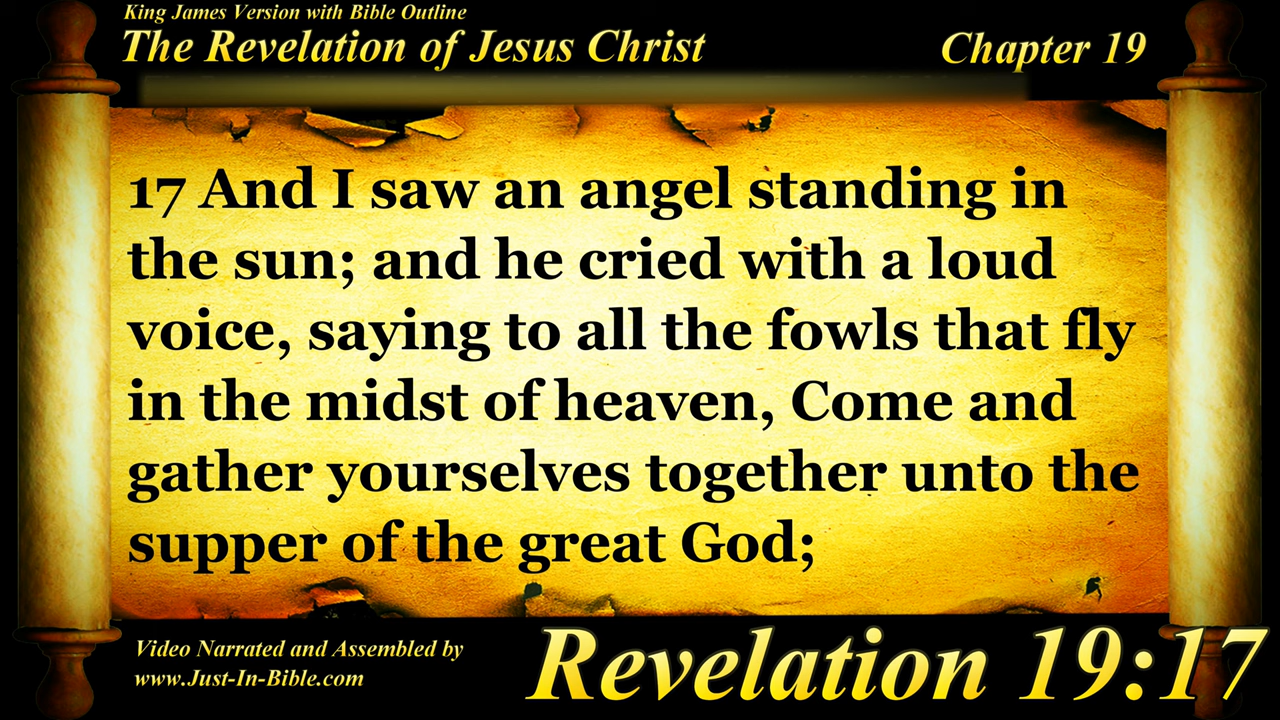 King James Version with Bible Outline
The Revelation of Jesus Christ
Chapter 19
17 And I saw an angel standing in
the sun; and he cried with a loud
voice, saying to all the fowls that fly
in the midst of heaven, Come and
gather yourselves together unto the
supper of the great God;
Video Narrated and Assembled by
www.Just-In-Bible.com
Revelation 19:17